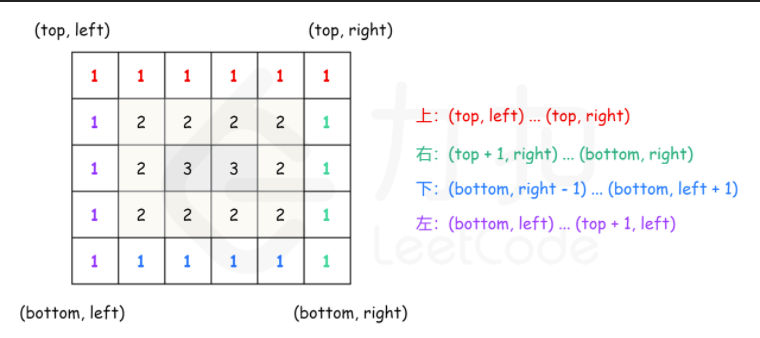 (top, left) (top, right)
1 1 1 1 1 1
1 2 2 2 2 1
1 2 3 3 2 1
1 2 2 2 2 1
1 1 1 1 1 1
上：(top, left) ... (top, right)
右：(top + 1, right) ... (bottom, right)
下：(bottom, right - 1) ... (bottom, left + 1)
左：(bottom, left) ... (top + 1, left)
力扣
LeetCode
(bottom, left) (bottom, right)